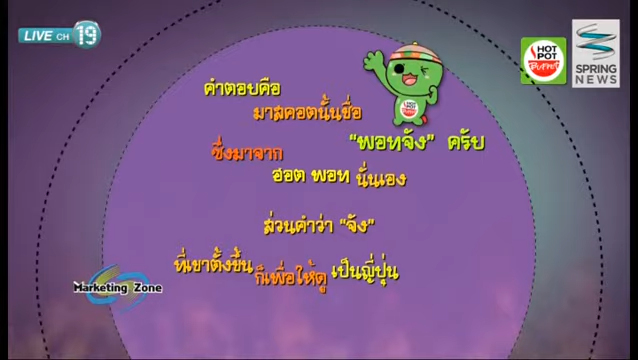 LIVE CH 19
HOT
POT
Buffet
SPRING
NEWS
HOT
POT
คำตอบคือ
มาสคอตนั้นชื่อ
"พอทจัง" ครับ
ซึ่งมาจาก
ฮอต พอท นั่นเอง
ส่วนคำว่า "จัง"
ที่เขาตั้งขึ้น ก็เพื่อให้ดู เป็นญี่ปุ่น
Marketing Zone